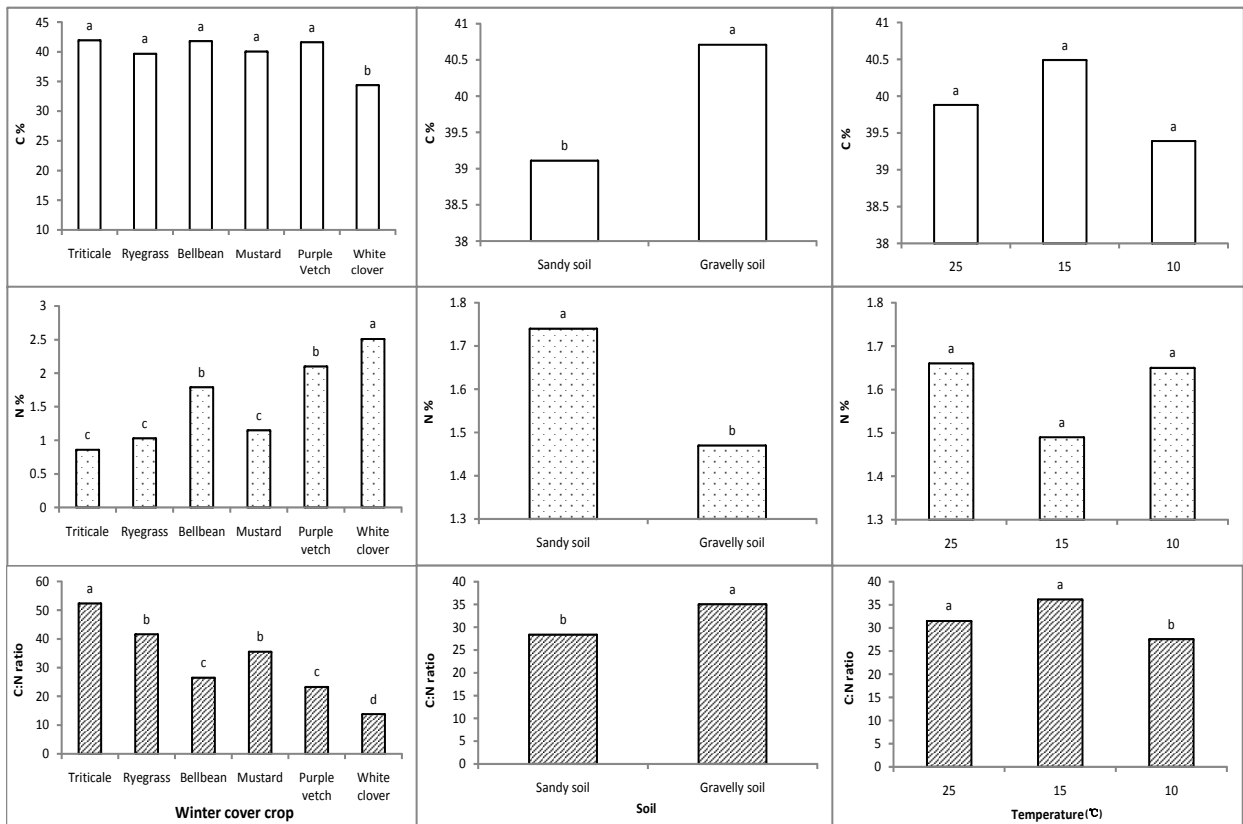 45
40
35
30
25
20
15
10
C %
a
a
a
a
a
b
Triticale Ryegrass Bellbean Mustard Purple White
Vetch clover
41
40.5
40
39.5
39
38.5
38
C %
b
a
Sandy soil Gravelly soil
41
40.5
40
39.5
39
38.5
38
C %
a
a
a
25 15 10
3
2.5
2
1.5
1
0.5
0
N %
c
c
b
c
b
a
Triticale Ryegrass Bellbean Mustard Purple White
vetch clover
1.8
1.7
1.6
1.5
1.4
1.3
N %
a
b
Sandy soil Gravelly soil
1.8
1.7
1.6
1.5
1.4
1.3
N %
a
a
a
25 15 10
60
50
40
30
20
10
0
C:N ratio
a
b
c
b
c
d
Triticale Ryegrass Bellbean Mustard Purple White
vetch clover
Winter cover crop
40
35
30
25
20
15
10
5
0
C:N ratio
b
a
Sandy soil Gravelly soil
Soil
40
35
30
25
20
15
10
5
0
C:N ratio
a
a
b
25 15 10
Temperature(℃)